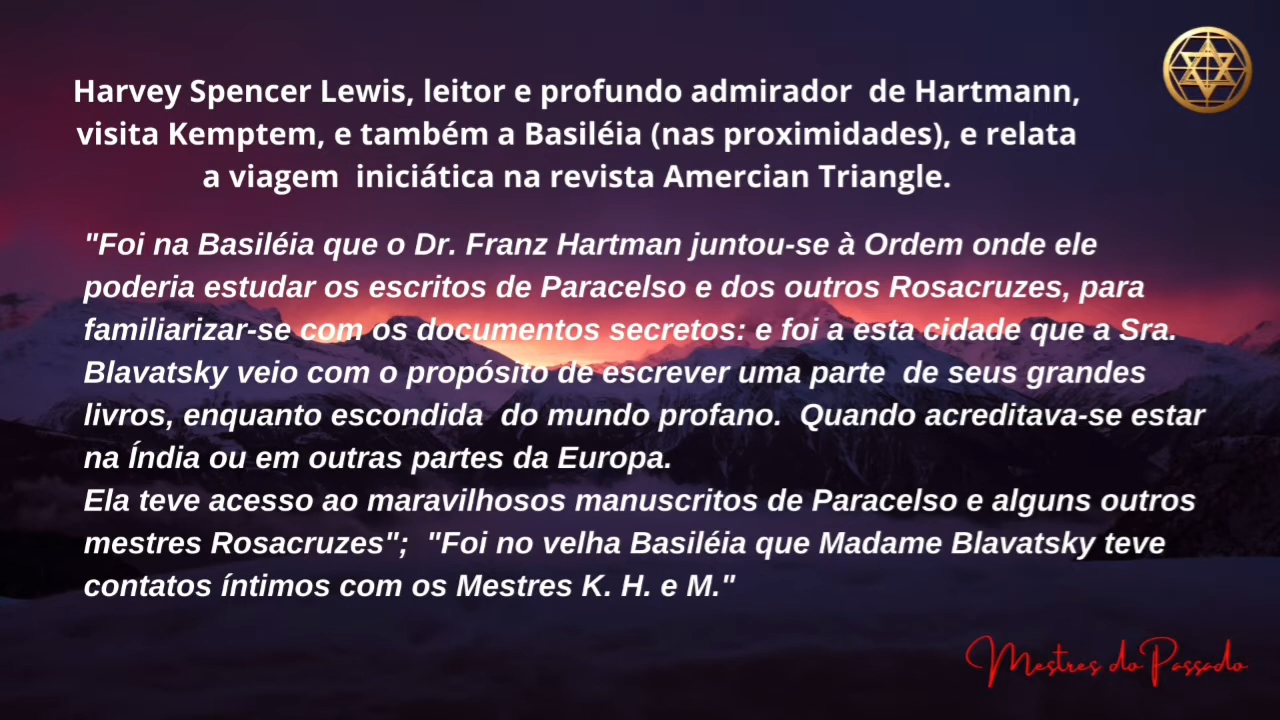 Harvey Spencer Lewis, leitor e profundo admirador  de Hartmann,
visita Kemptem, e também a Basiléia (nas proximidades), e relata
a viagem  iniciática na revista Amercian Triangle.
"Foi na Basiléia que o Dr. Franz Hartman juntou-se à Ordem onde ele
poderia estudar os escritos de Paracelso e dos outros Rosacruzes, para
familiarizar-se com os documentos secretos: e foi a esta cidade que a Sra.
Blavatsky veio com o propósito de escrever uma parte  de seus grandes
livros, enquanto escondida  do mundo profano.  Quando acreditava-se estar
na Índia ou em outras partes da Europa.
Ela teve acesso ao maravilhosos manuscritos de Paracelso e alguns outros
mestres Rosacruzes";  "Foi no velha Basiléia que Madame Blavatsky teve
contatos íntimos com os Mestres K. H. e M."
Mestres do Passado